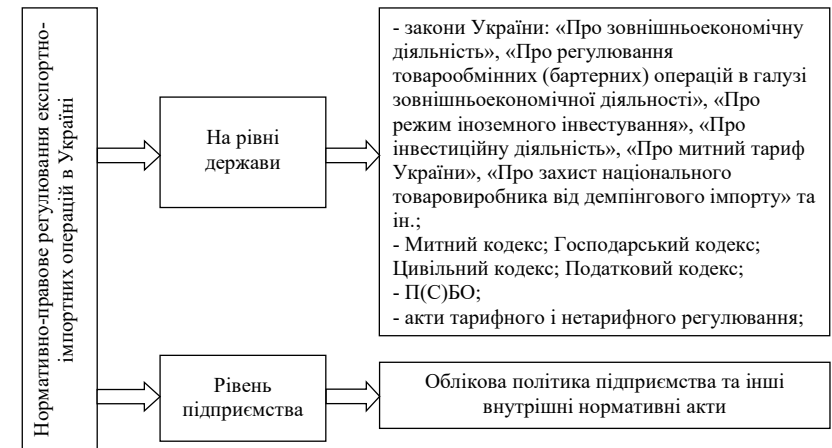 Нормативно-правове регулювання експортно-
імпортних операцій в Україні
На рівні
держави
- закони України: «Про зовнішньоекономічну
діяльність», «Про регулювання
товарообмінних (бартерних) операцій в галузі
зовнішньоекономічної діяльності», «Про
режим іноземного інвестування», «Про
інвестиційну діяльність», «Про митний тариф
України», «Про захист національного
товаровиробника від демпінгового імпорту» та
ін.;
- Митний кодекс; Господарський кодекс;
Цивільний кодекс; Податковий кодекс;
- П(С)БО;
- акти тарифного і нетарифного регулювання;
Рівень
підприємства
Облікова політика підприємства та інші
внутрішні нормативні акти